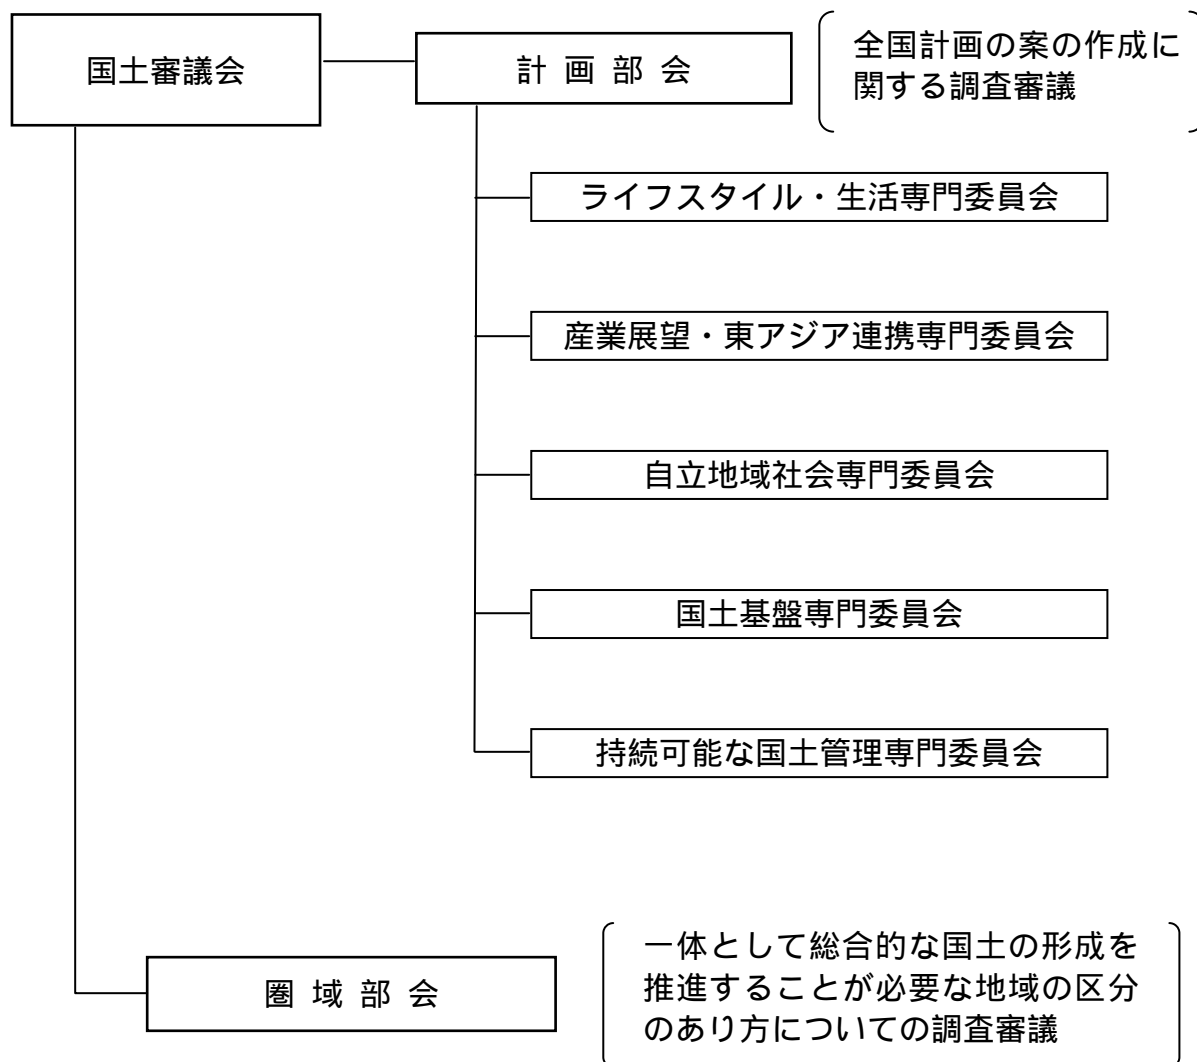 国土審議会
計 画 部 会
全国計画の案の作成に
関する調査審議
ライフスタイル・生活専門委員会
産業展望・東アジア連携専門委員会
自立地域社会専門委員会
国土基盤専門委員会
持続可能な国土管理専門委員会
圏 域 部 会
一体として総合的な国土の形成を
推進することが必要な地域の区分
のあり方についての調査審議